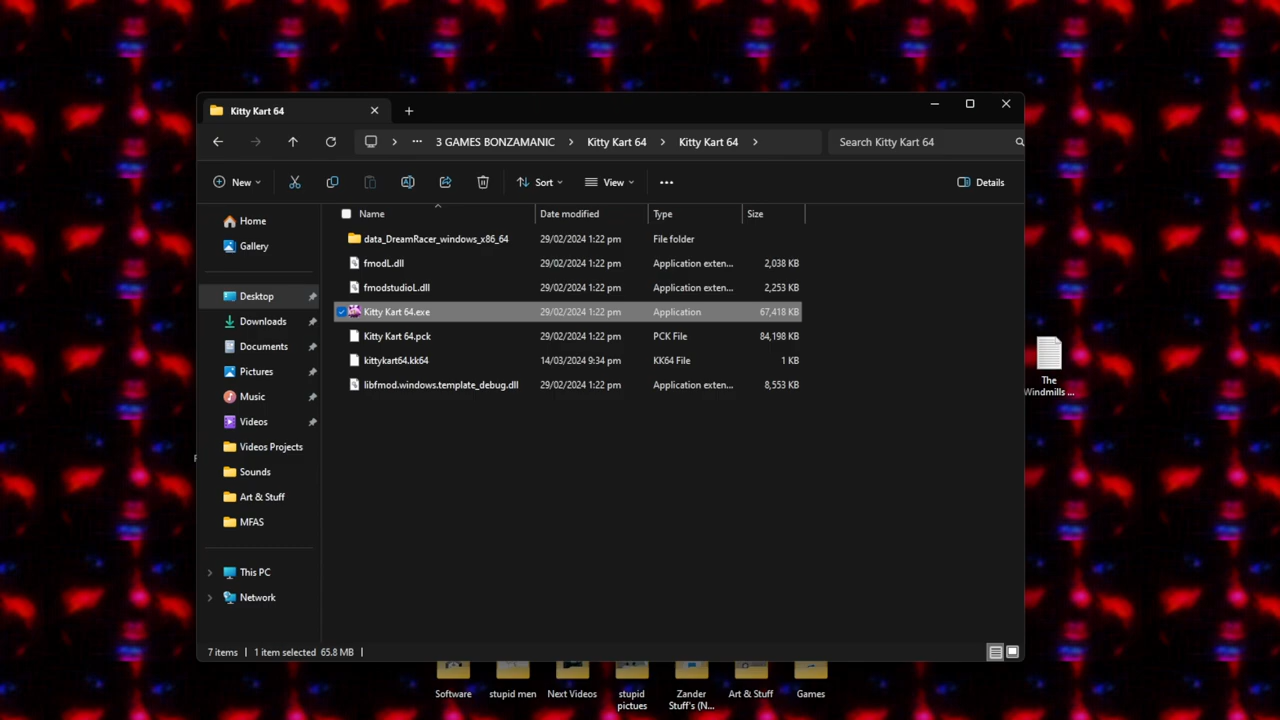 Kitty Kart 64
3 GAMES BONZAMANIC Kitty Kart 64 Kitty Kart 64 Search Kitty Kart 64
New Sort View Details
Name Date modified Type Size
Home
Gallery
Desktop
Downloads
Documents
Pictures
Music
Videos
Videos Projects
Sounds
Art & Stuff
MFAS
This PC
Network
data_DreamRacer_windows_x86_64 29/02/2024 1:22 pm File folder
fmodL.dll 29/02/2024 1:22 pm Application exten... 2,038 KB
fmodstudioL.dll 29/02/2024 1:22 pm Application exten... 2,253 KB
Kitty Kart 64.exe 29/02/2024 1:22 pm Application 67,418 KB
Kitty Kart 64.pck 29/02/2024 1:22 pm PCK File 84,198 KB
kittykart64.kk64 14/03/2024 9:34 pm KK64 File 1 KB
libfmod.windows.template_debug.dll 29/02/2024 1:22 pm Application exten... 8,553 KB
7 items 1 item selected 65.8 MB
The
Windmills ...
Software
stupid men
Next Videos
stupid
pictues
Zander
Stuff's (N...
Art & Stuff
Games